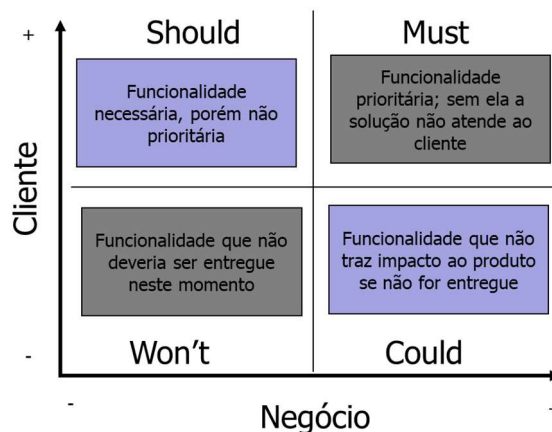 +
Should
Must
Funcionalidade
necessária, porém não
prioritária
Funcionalidade
prioritária; sem ela a
solução não atende ao
cliente
Cliente
Funcionalidade que não
deveria ser entregue
neste momento
Funcionalidade que não
traz impacto ao produto
se não for entregue
-
Won't
Could
-
Negócio